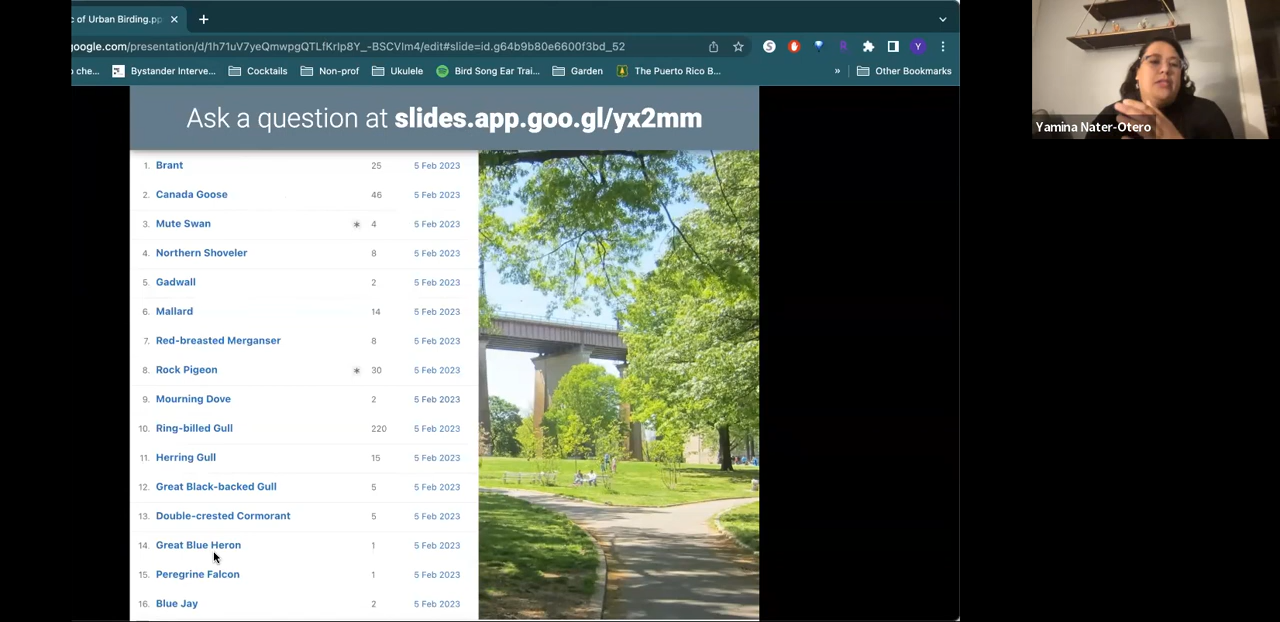 c of Urban Birding.pp
google.com/presentation/d/1h71uV7yeQmwpgQTLfKrIp8Y_-BSCVIm4/edit#slide=id.g64b9b80e6600f3bd_52
o che...
Bystander Interve...
Cocktails
Non-prof
Ukulele
Bird Song Ear Trai...
Garden
The Puerto Rico B...
»
Other Bookmarks
Y
Ask a question at slides.app.goo.gl/yx2mm
1. Brant 25 5 Feb 2023
2. Canada Goose 46 5 Feb 2023
3. Mute Swan * 4 5 Feb 2023
4. Northern Shoveler 8 5 Feb 2023
5. Gadwall 2 5 Feb 2023
6. Mallard 14 5 Feb 2023
7. Red-breasted Merganser 8 5 Feb 2023
8. Rock Pigeon * 30 5 Feb 2023
9. Mourning Dove 2 5 Feb 2023
10. Ring-billed Gull 220 5 Feb 2023
11. Herring Gull 15 5 Feb 2023
12. Great Black-backed Gull 5 5 Feb 2023
13. Double-crested Cormorant 5 5 Feb 2023
14. Great Blue Heron 1 5 Feb 2023
15. Peregrine Falcon 1 5 Feb 2023
16. Blue Jay 2 5 Feb 2023
Yamina Nater-Otero